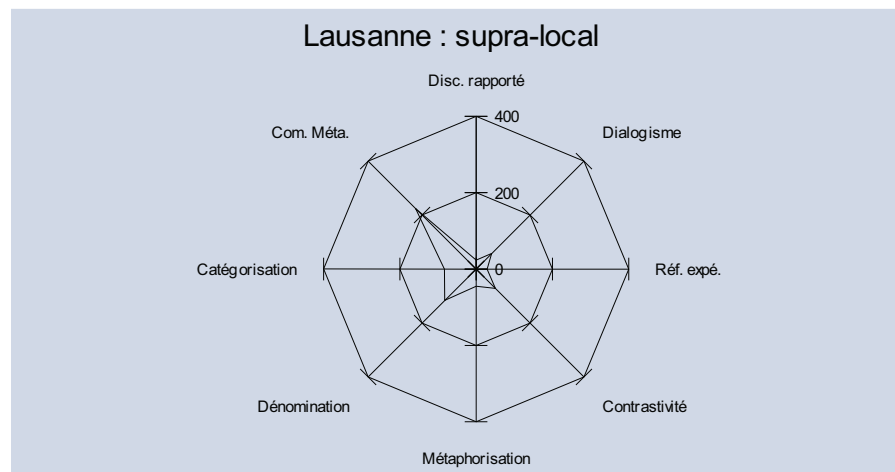 Lausanne : supra-local
Disc. rapporté
Com. Méta.
400
Dialogisme
200
Catégorisation
0
Réf. expé.
Dénomination
Contrastivité
Métaphorisation